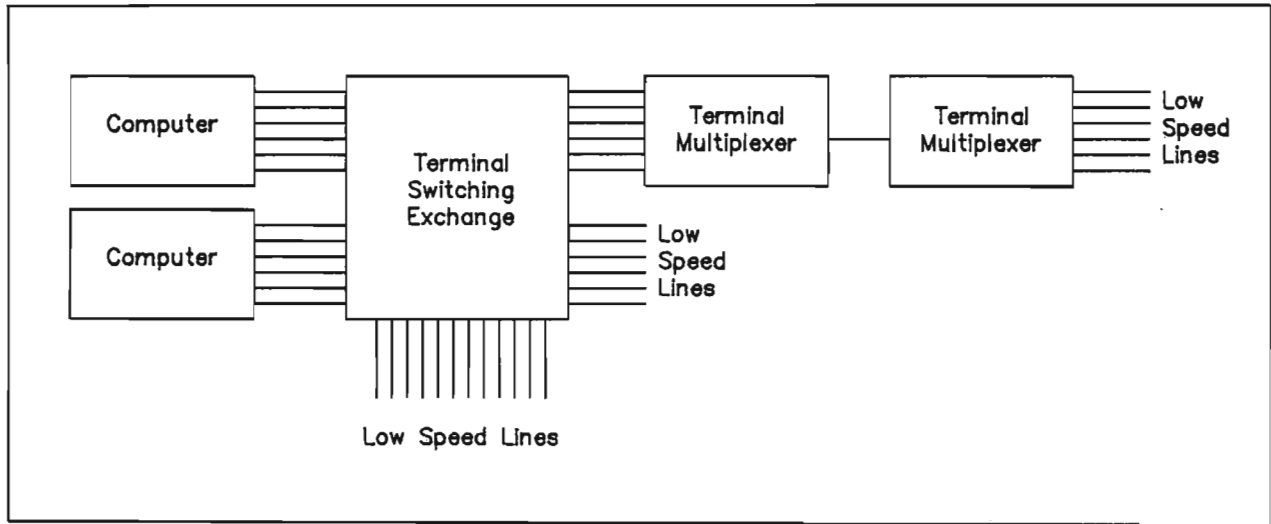 Computer
Terminal
Switching
Exchange
Terminal
Multiplexer
Terminal
Multiplexer
Low
Speed
Lines
Computer
Low
Speed
Lines
Low Speed Lines